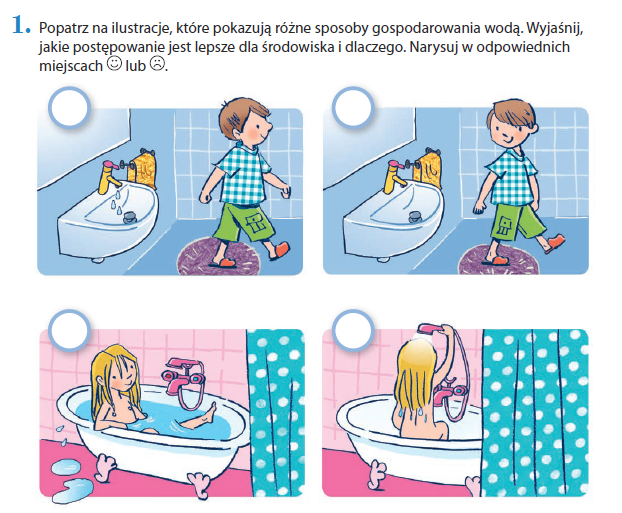 1. Popatrz na ilustracje, które pokazują różne sposoby gospodarowania wodą. Wyjaśnij,
jakie postępowanie jest lepsze dla środowiska i dlaczego. Narysuj w odpowiednich
miejscach ☺ lub ☹.